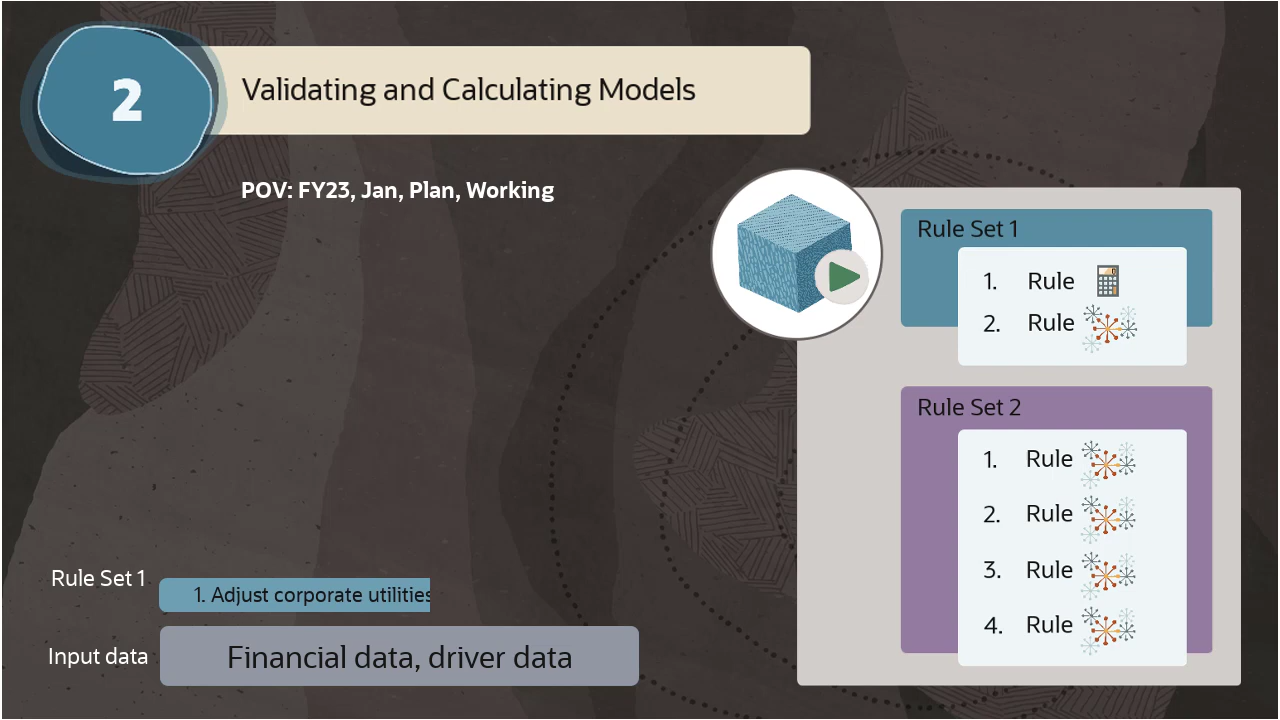 2
Validating and Calculating Models
POV: FY23, Jan, Plan, Working
Rule Set 1
1. Rule
2. Rule
Rule Set 2
1. Rule
2. Rule
3. Rule
4. Rule
Rule Set 1
1. Adjust corporate utilities
Input data
Financial data, driver data